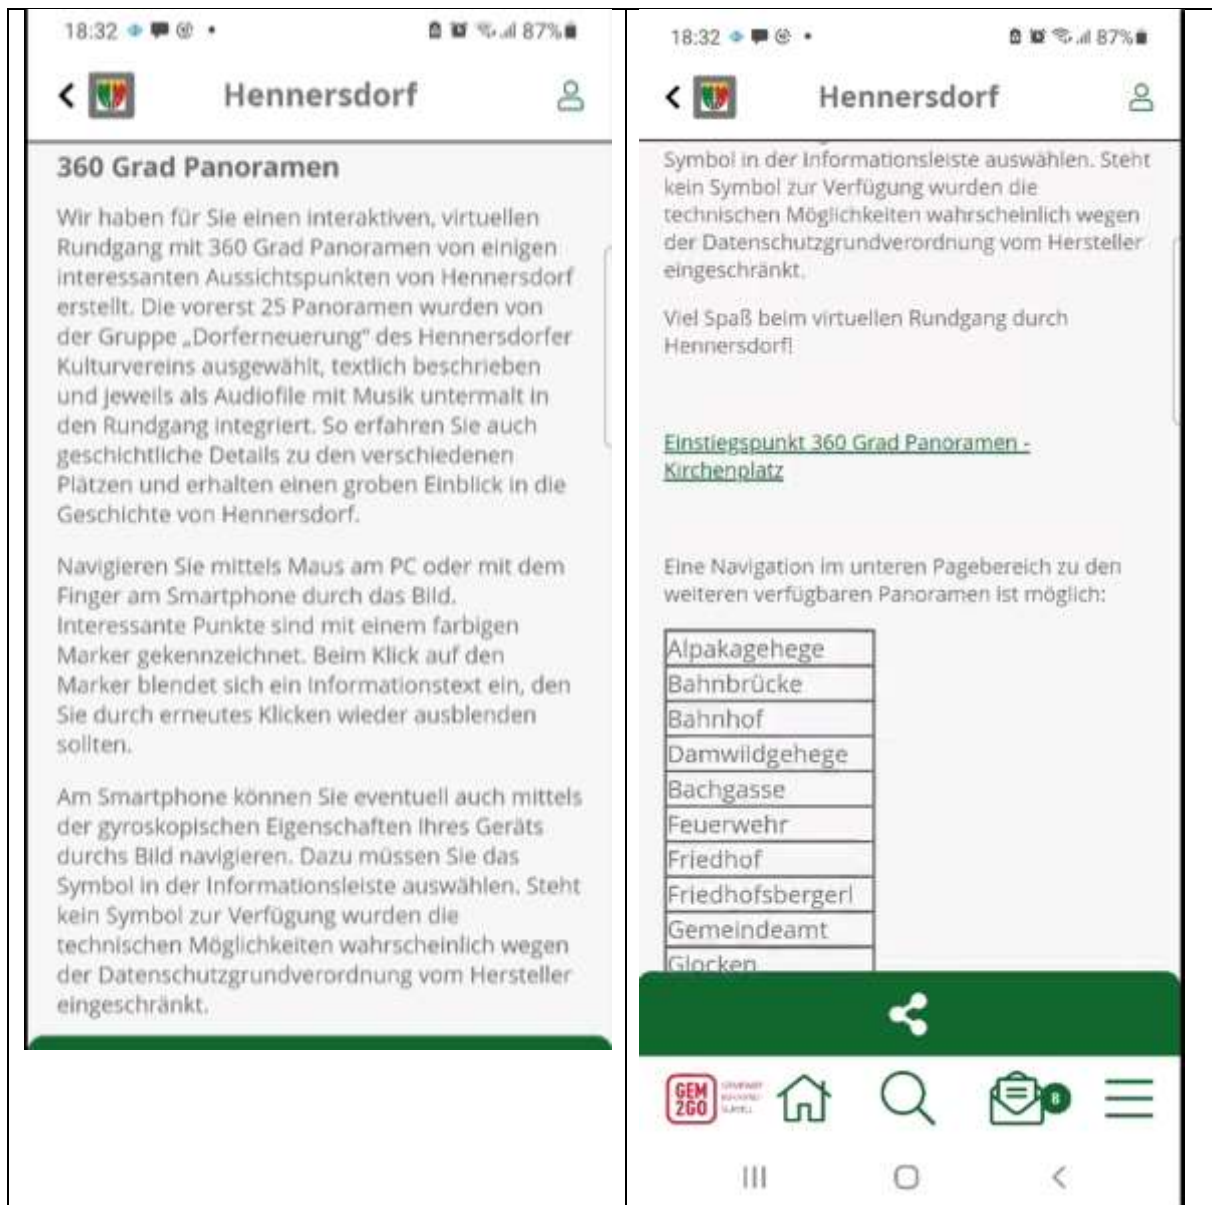 18:32
87%
Hennersdorf
360 Grad Panoramen
Wir haben für Sie einen interaktiven, virtuellen
Rundgang mit 360 Grad Panoramen von einigen
interessanten Aussichtspunkten von Hennersdorf
erstellt. Die vorerst 25 Panoramen wurden von
der Gruppe „Dorferneuerung" des Hennersdorfer
Kulturvereins ausgewählt, textlich beschrieben
und jeweils als Audiofile mit Musik untermalt in
den Rundgang integriert. So erfahren Sie auch
geschichtliche Details zu den verschiedenen
Plätzen und erhalten einen groben Einblick in die
Geschichte von Hennersdorf.
Navigieren Sie mittels Maus am PC oder mit dem
Finger am Smartphone durch das Bild.
Interessante Punkte sind mit einem farbigen
Marker gekennzeichnet. Beim Klick auf den
Marker blendet sich ein Informationstext ein, den
Sie durch erneutes Klicken wieder ausblenden
sollten.
Am Smartphone können Sie eventuell auch mittels
der gyroskopischen Eigenschaften Ihres Geräts
durchs Bild navigieren. Dazu müssen Sie das
Symbol in der Informationsleiste auswählen. Steht
kein Symbol zur Verfügung wurden die
technischen Möglichkeiten wahrscheinlich wegen
der Datenschutzgrundverordnung vom Hersteller
eingeschränkt.
18:32
87%
Hennersdorf
Symbol in der Informationsleiste auswählen. Steht
kein Symbol zur Verfügung wurden die
technischen Möglichkeiten wahrscheinlich wegen
der Datenschutzgrundverordnung vom Hersteller
eingeschränkt.
Viel Spaß beim virtuellen Rundgang durch
Hennersdorf!
Einstiegspunkt 360 Grad Panoramen -
Kirchenplatz
Eine Navigation im unteren Pagebereich zu den
weiteren verfügbaren Panoramen ist möglich:
Alpakagehege
Bahnbrücke
Bahnhof
Damwildgehege
Bachgasse
Feuerwehr
Friedhof
Friedhofsbergerl
Gemeindeamt
Glocken
GEM
2GO
8